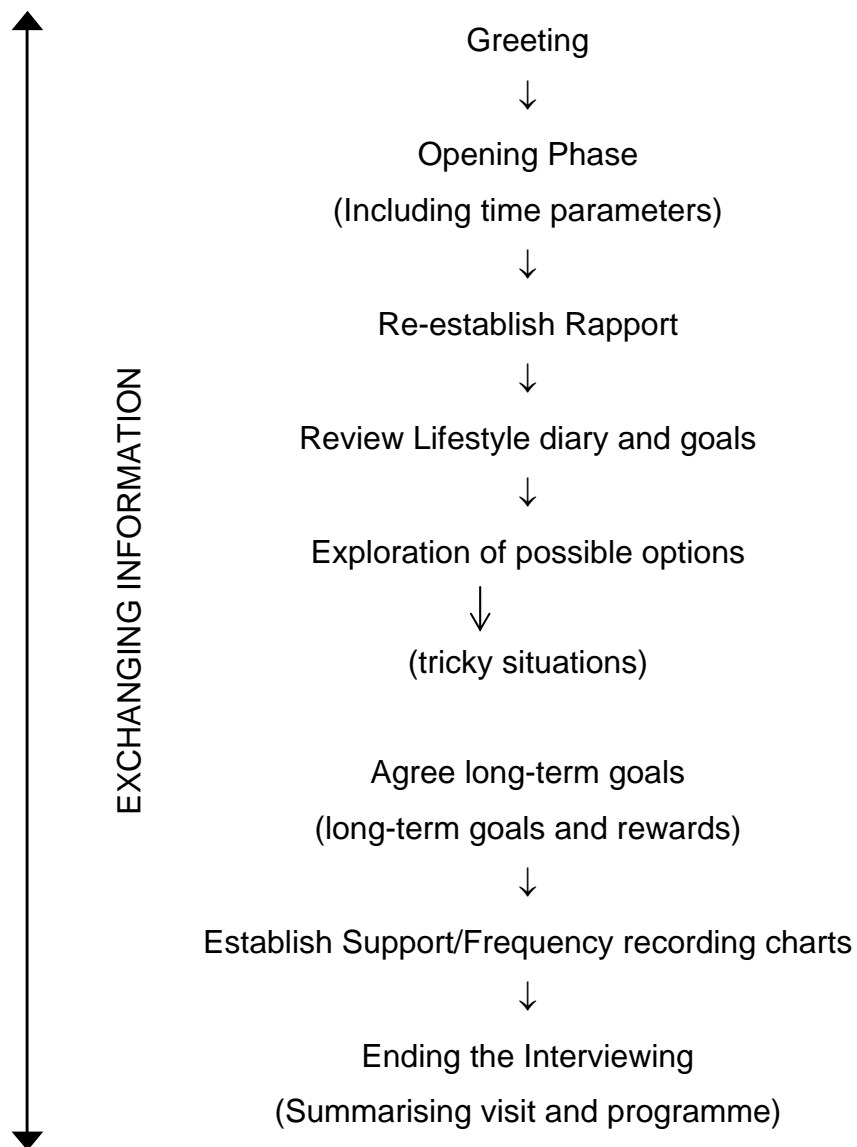 Greeting
↓
Opening Phase
(Including time parameters)
↓
Re-establish Rapport
↓
Review Lifestyle diary and goals
↓
Exploration of possible options
↓
(tricky situations)
Agree long-term goals
(long-term goals and rewards)
↓
Establish Support/Frequency recording charts
↓
Ending the Interviewing
(Summarising visit and programme)
EXCHANGING INFORMATION